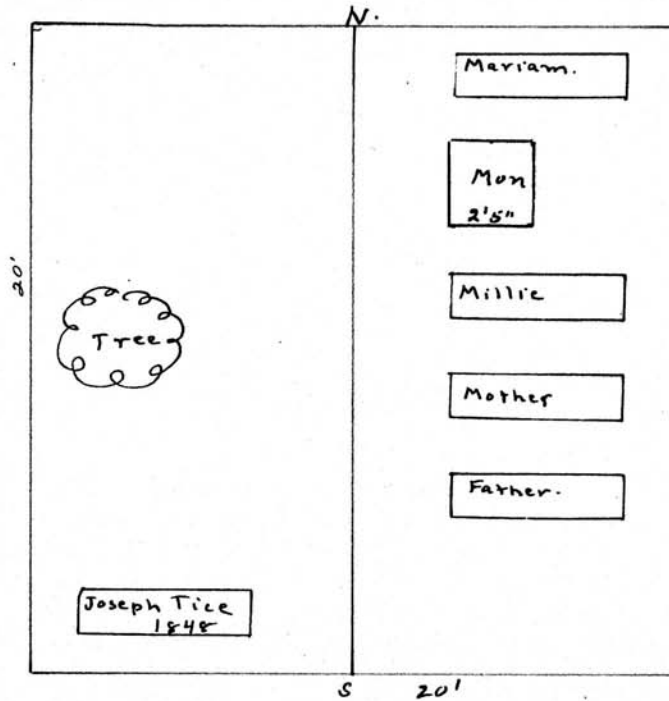 N.
Mariam.
Mon
2'5"
20'
Millie
Tree
Mother
Father.
Joseph Tice
1848
S 20'